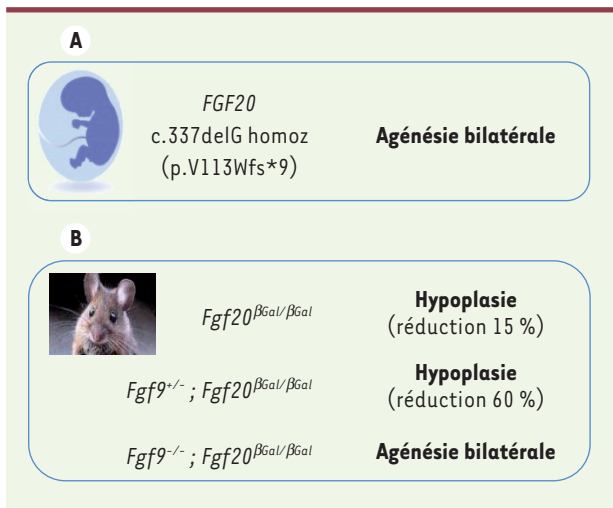 A
FGF20
c.337delG homoz
(p.V113Wfs*9)
Agénésie bilatérale
B
Fgf20βGal/βGal
Hypoplasie
(réduction 15 %)
Fgf9+/- ; Fgf20βGal/βGal
Hypoplasie
(réduction 60 %)
Fgf9-/- ; Fgf20βGal/βGal
Agénésie bilatérale